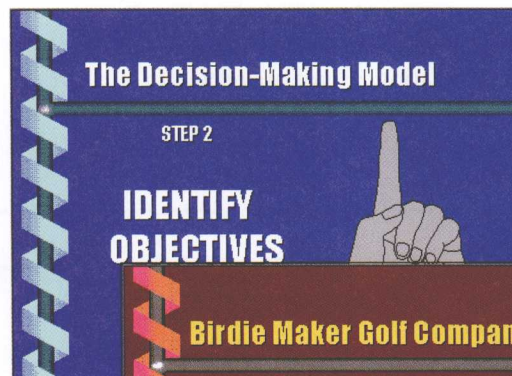 The Decision-Making Model
STEP 2
IDENTIFY
OBJECTIVES
Birdie Maker Golf Compan